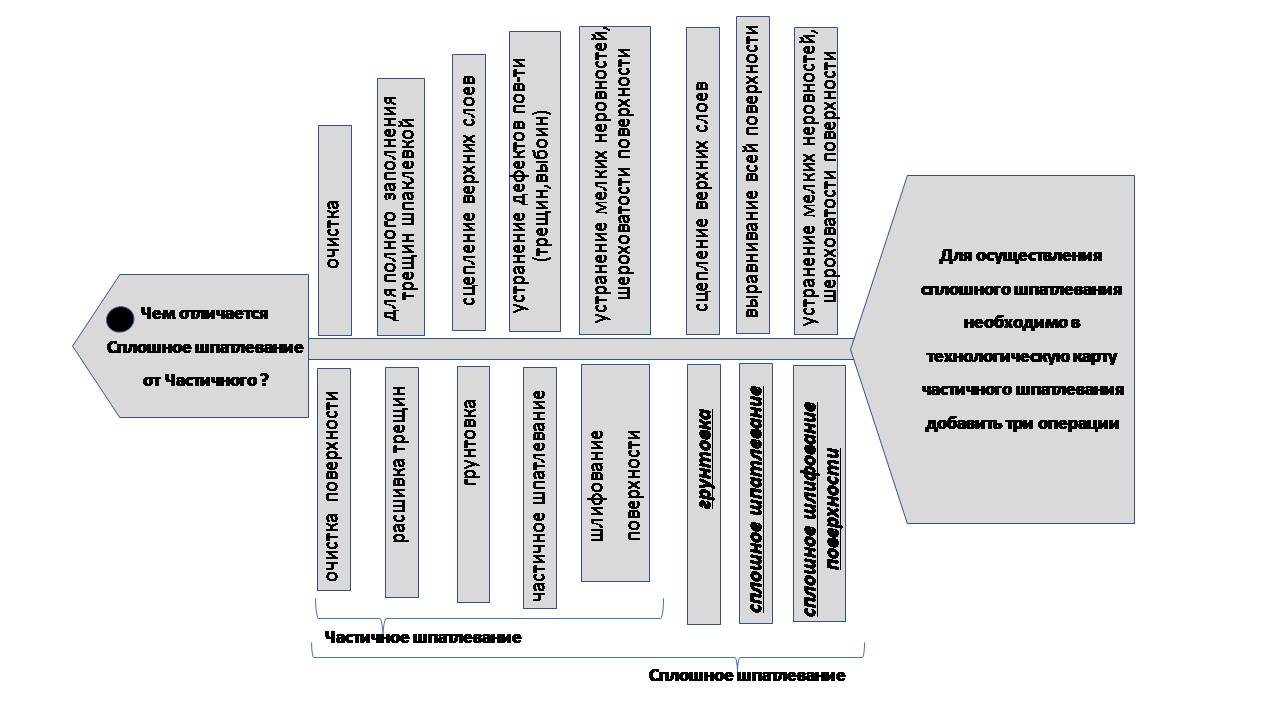 Чем отличается
Сплошное шпатлевание
от Частичного ?
очистка
для полного заполнения
трещин шпаклевкой
сцепление верхних слоев
устранение дефектов пов-ти
(трещин,выбоин)
устранение мелких неровностей,
шероховатости поверхности
сцепление верхних слоев
выравнивание всей поверхности
устранение мелких неровностей,
шероховатости поверхности
очистка поверхности
расшивка трещин
грунтовка
частичное шпатлевание
шлифование
поверхности
грунтовка
сплошное шпатлевание
сплошное шлифование
поверхности
Для осуществления
сплошного шпатлевания
необходимо в
технологическую карту
частичного шпатлевания
добавить три операции
Частичное шпатлевание
Сплошное шпатлевание